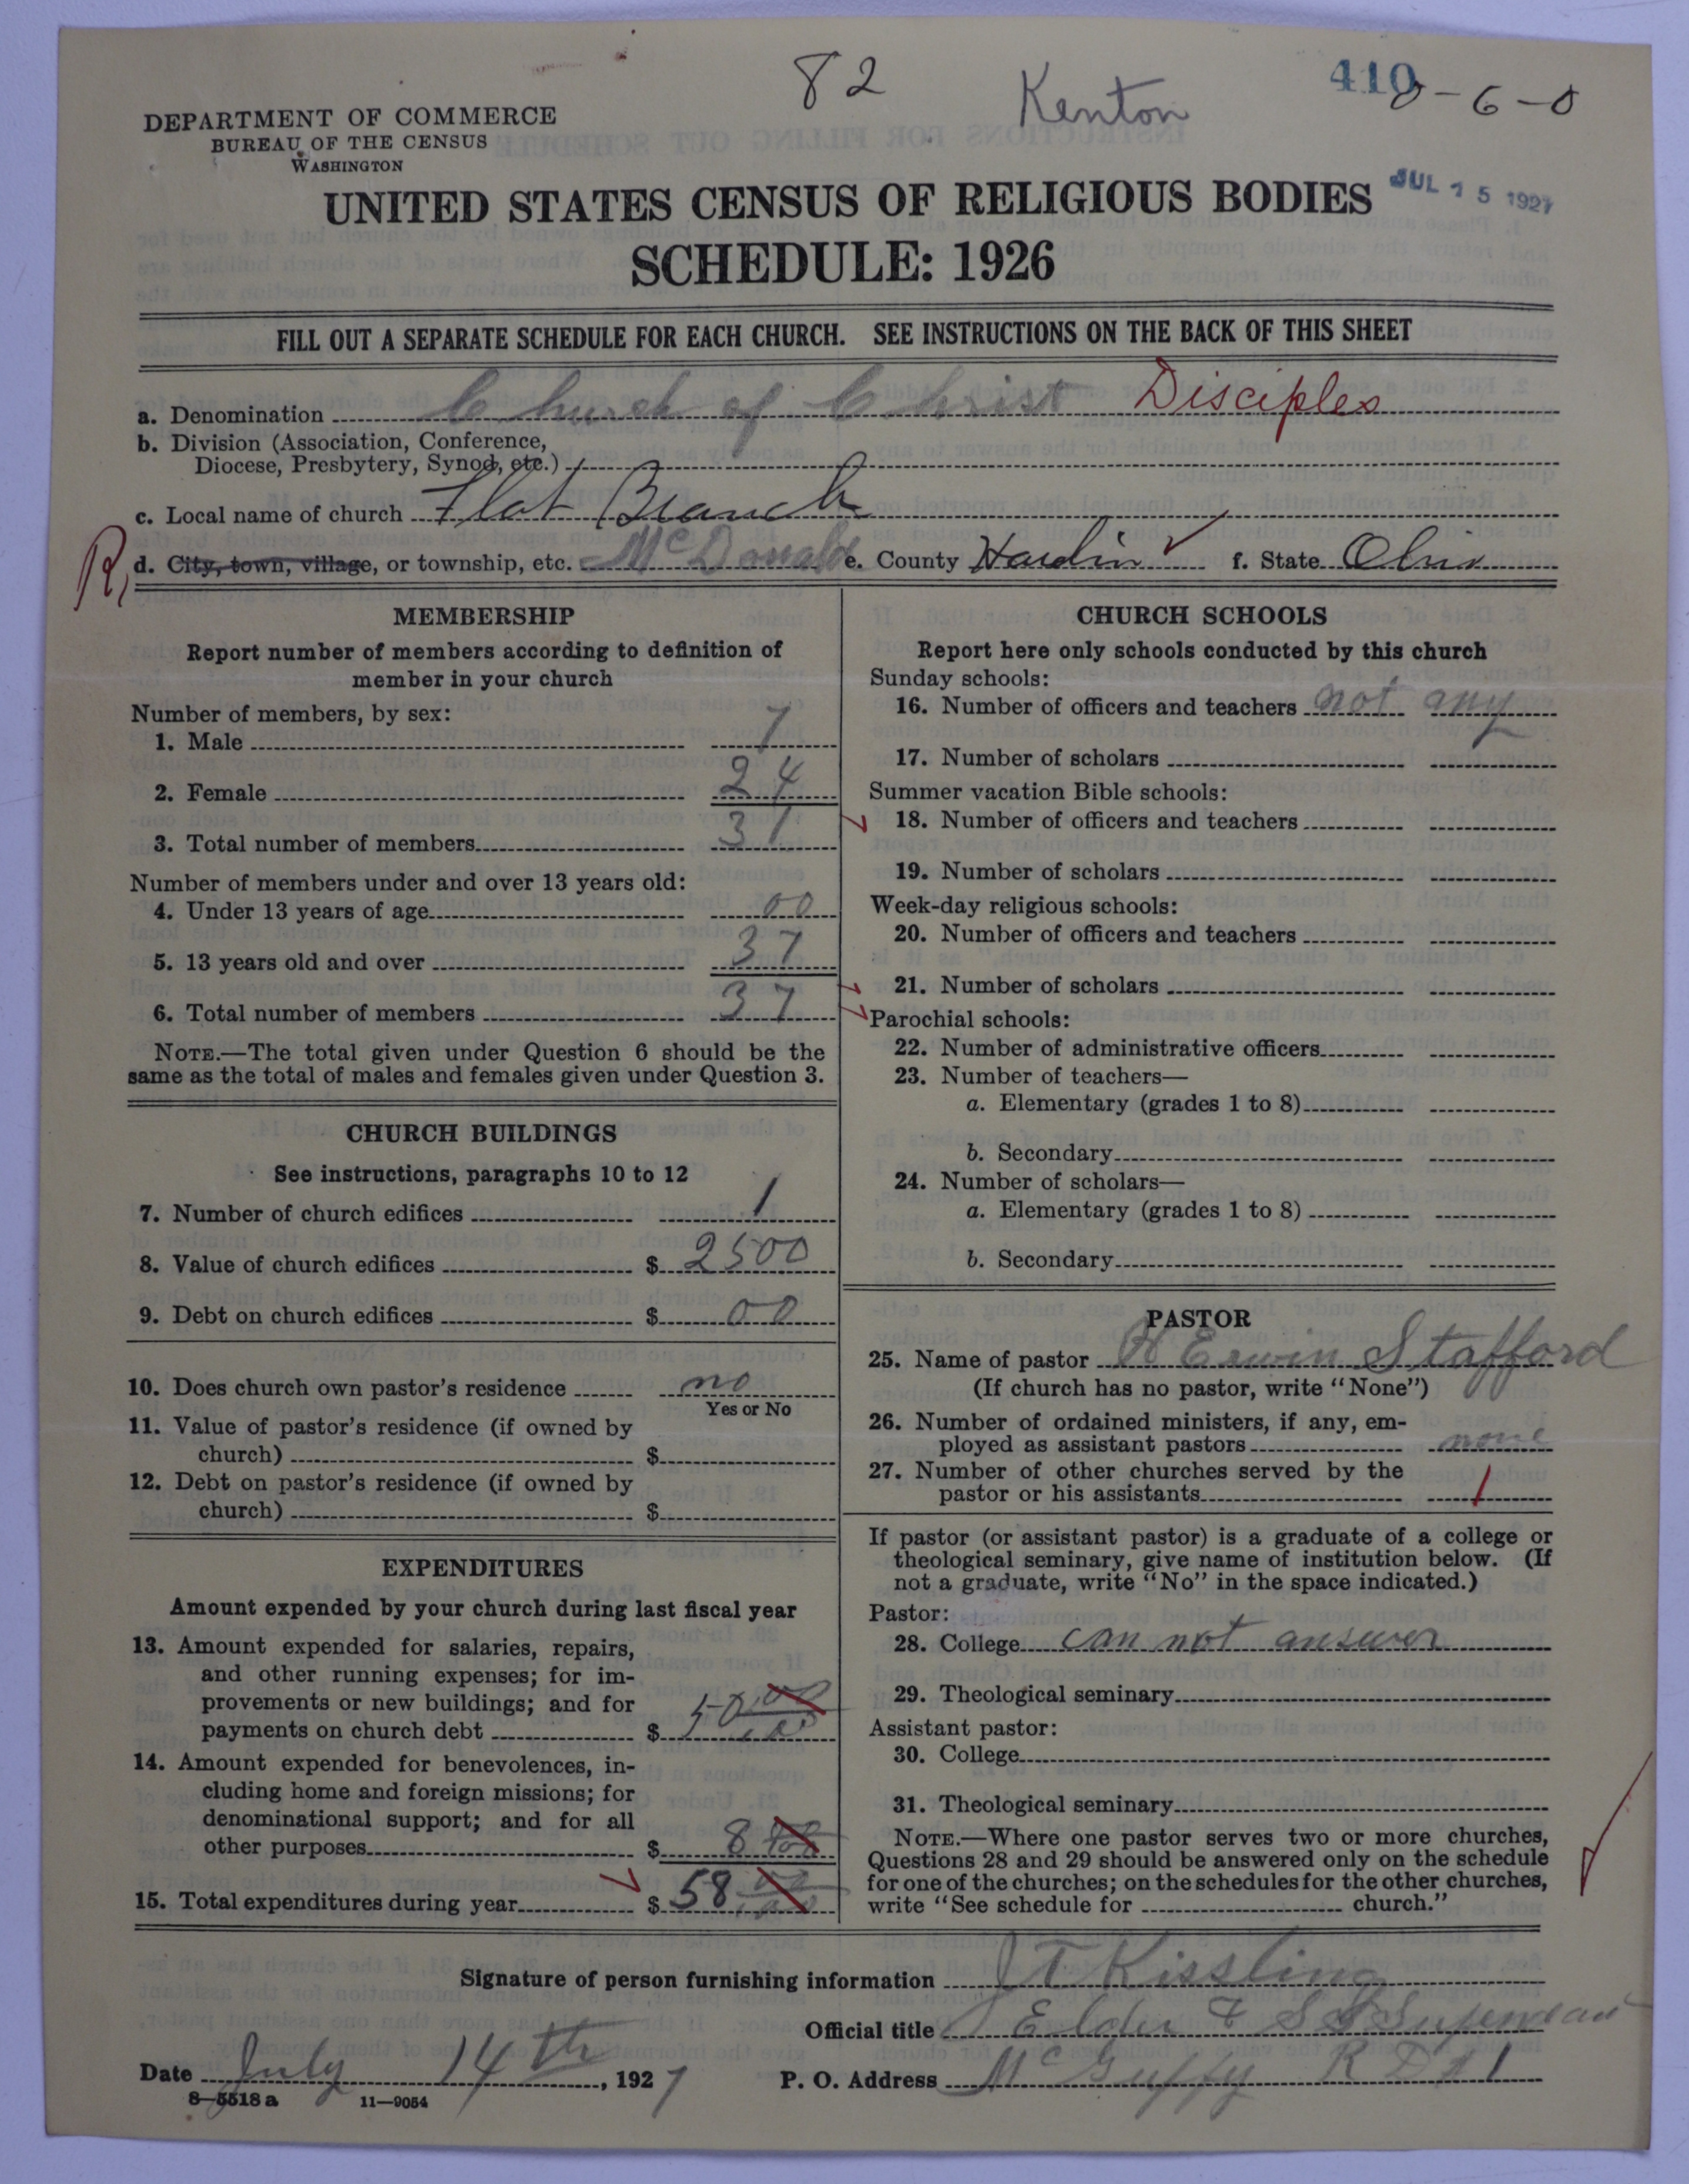 82 Kenton 410 8-6-0
DEPARTMENT OF COMMERCE
BUREAU OF THE CENSUS
WASHINGTON
JUL 15 1927
UNITED STATES CENSUS OF RELIGIOUS BODIES
SCHEDULE: 1926
FILL OUT A SEPARATE SCHEDULE FOR EACH CHURCH. SEE INSTRUCTIONS ON THE BACK OF THIS SHEET
a. Denomination Church of Christ Disciples
b. Division (Association, Conference,
Diocese, Presbytery, Synod, etc.)
c. Local name of church Flat Branch
R, d. City, town, village, or township, etc. McDonald e. County Hardin f. State Ohio
MEMBERSHIP
Report number of members according to definition of
member in your church
Number of members, by sex:
1. Male 7
2. Female 24
3. Total number of members 31
Number of members under and over 13 years old:
4. Under 13 years of age 00
5. 13 years old and over 37
6. Total number of members 37
NOTE.—The total given under Question 6 should be the
same as the total of males and females given under Question 3.
CHURCH BUILDINGS
See instructions, paragraphs 10 to 12
7. Number of church edifices 1
8. Value of church edifices $ 2500
9. Debt on church edifices $ 00
10. Does church own pastor's residence no
Yes or No
11. Value of pastor's residence (if owned by
church) $
12. Debt on pastor's residence (if owned by
church) $
EXPENDITURES
Amount expended by your church during last fiscal year
13. Amount expended for salaries, repairs,
and other running expenses; for im-
provements or new buildings; and for
payments on church debt $ 50
14. Amount expended for benevolences, in-
cluding home and foreign missions; for
denominational support; and for all
other purposes $ 8
15. Total expenditures during year $ 58
CHURCH SCHOOLS
Report here only schools conducted by this church
Sunday schools:
16. Number of officers and teachers not any
17. Number of scholars
Summer vacation Bible schools:
18. Number of officers and teachers
19. Number of scholars
Week-day religious schools:
20. Number of officers and teachers
21. Number of scholars
Parochial schools:
22. Number of administrative officers
23. Number of teachers—
a. Elementary (grades 1 to 8)
b. Secondary
24. Number of scholars—
a. Elementary (grades 1 to 8)
b. Secondary
PASTOR
25. Name of pastor H Erwin Stafford
(If church has no pastor, write "None")
26. Number of ordained ministers, if any, em-
ployed as assistant pastors none
27. Number of other churches served by the
pastor or his assistants 1
If pastor (or assistant pastor) is a graduate of a college or
theological seminary, give name of institution below. (If
not a graduate, write "No" in the space indicated.)
Pastor:
28. College can not answer
29. Theological seminary
Assistant pastor:
30. College
31. Theological seminary
NOTE.—Where one pastor serves two or more churches,
Questions 28 and 29 should be answered only on the schedule
for one of the churches; on the schedules for the other churches,
write "See schedule for church."
Signature of person furnishing information J T Kissling
Official title Elder & S S
Date July 14th, 1927 P. O. Address McGuffy R D # 1
8-5518 a 11-9054